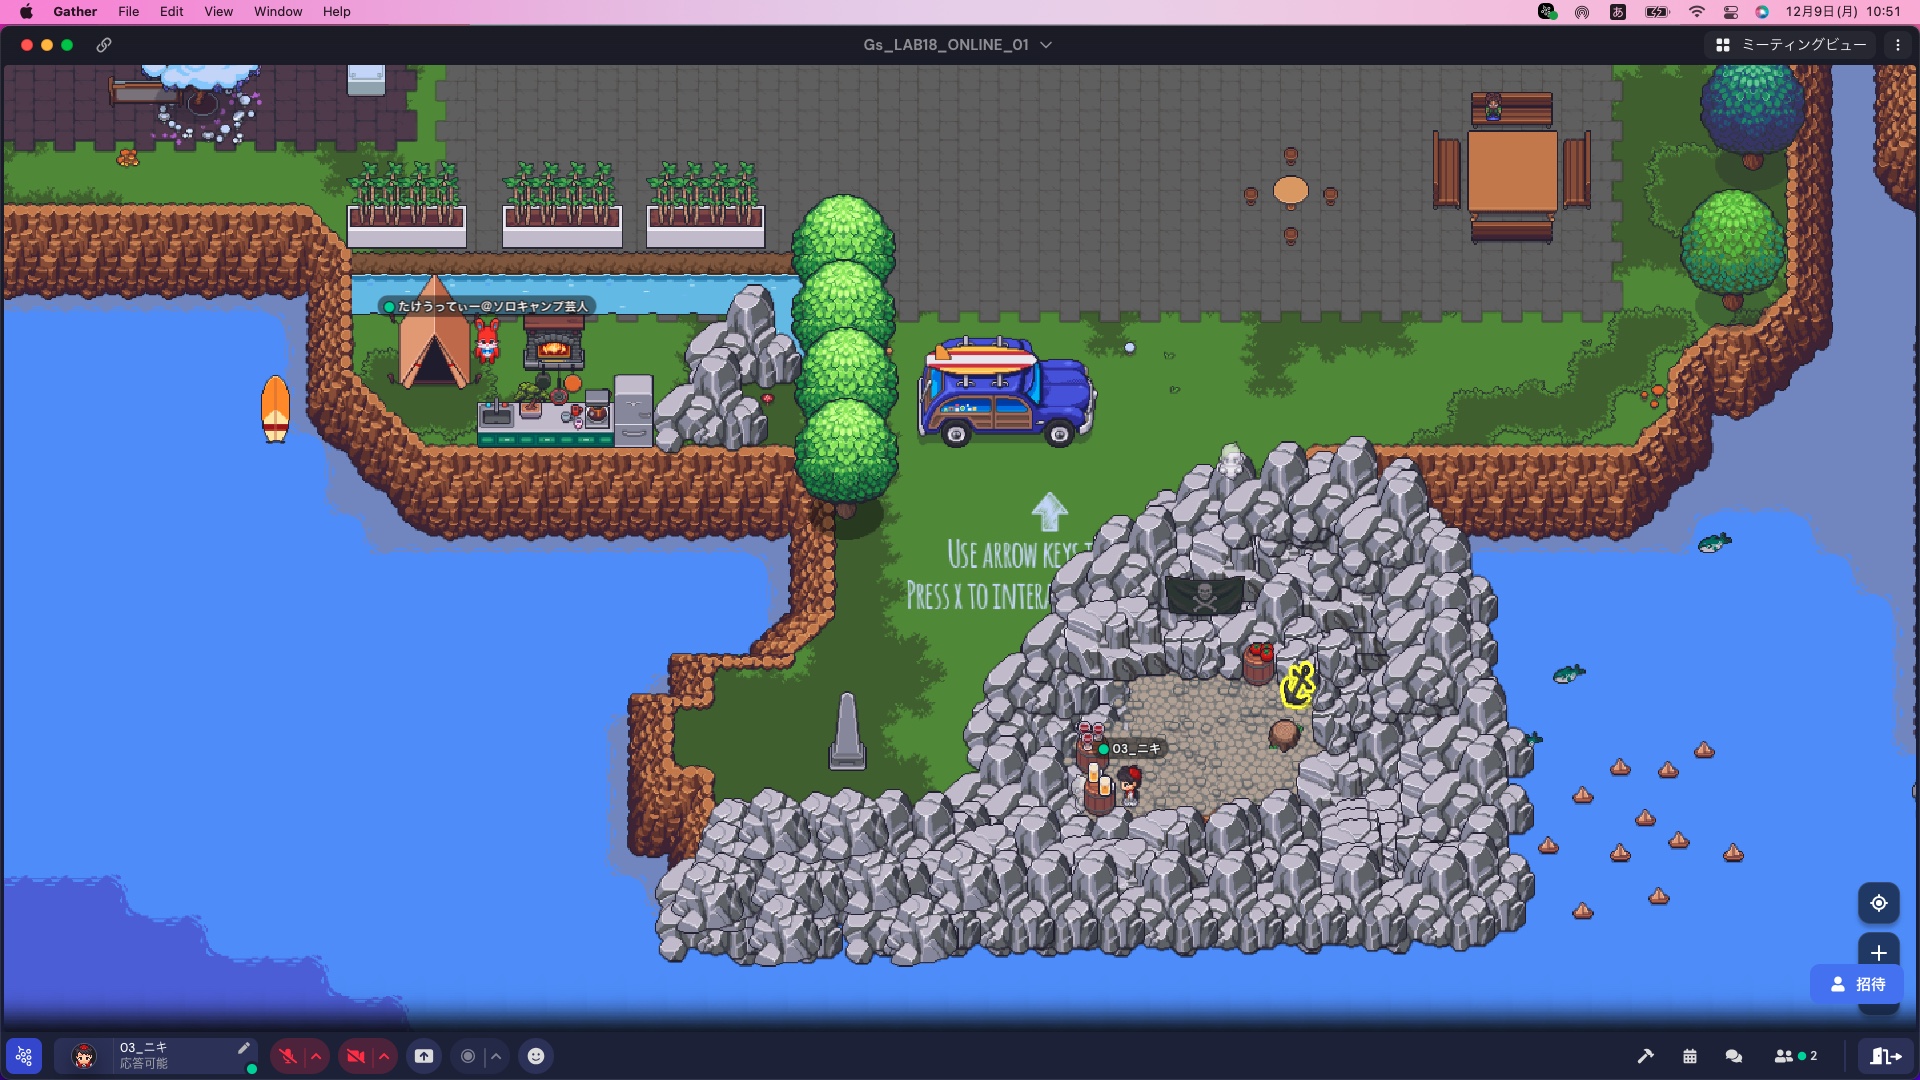 Gather File Edit View Window Help
あ
12月9日(月) 10:51
Gs_LAB18_ONLINE_01
ミーティングビュー
たけうってぃー@ソロキャンプ芸人
USE ARROW KEYS T
PRESS X TO INTERA
03_ニキ
招待
03_ニキ
応答可能
2